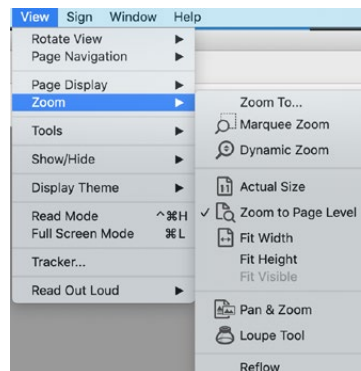 View Sign Window Help
Rotate View
Page Navigation
Page Display
Zoom
Tools
Show/Hide
Display Theme
Read Mode ^⌘H
Full Screen Mode ⌘L
Tracker...
Read Out Loud
Zoom To...
Marquee Zoom
Dynamic Zoom
Actual Size
✓ Zoom to Page Level
Fit Width
Fit Height
Fit Visible
Pan & Zoom
Loupe Tool
Reflow